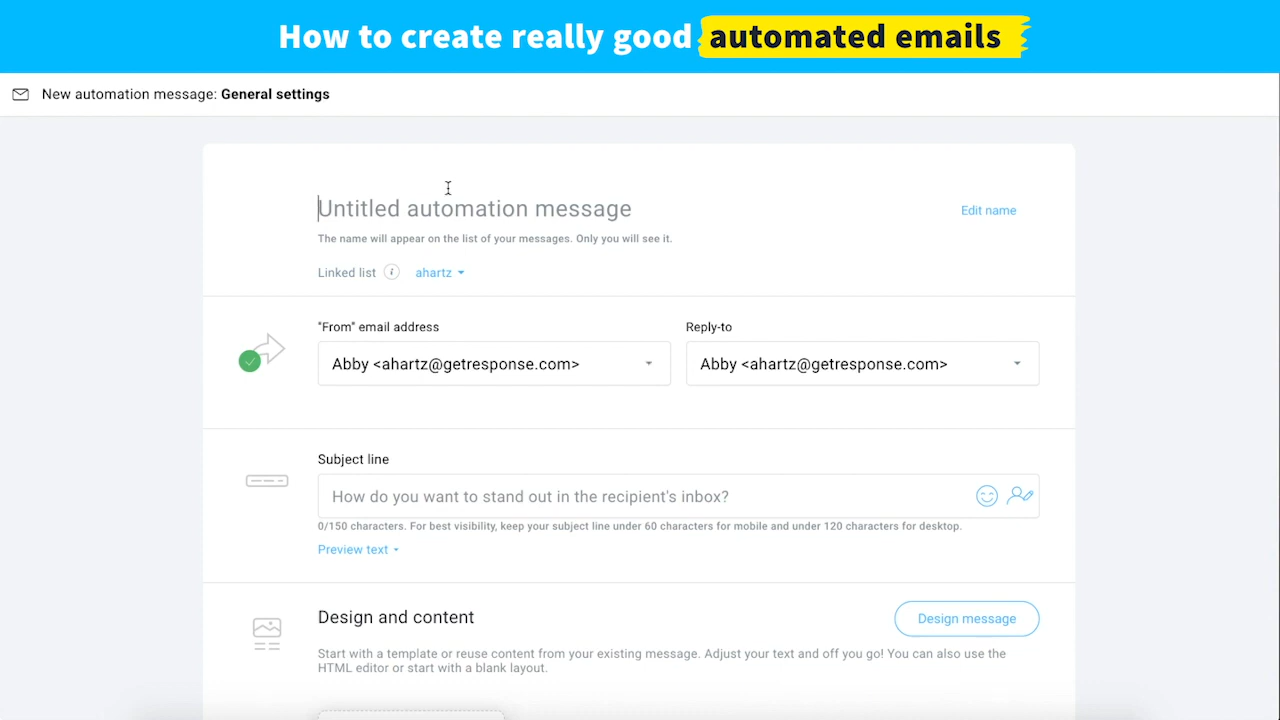 How to create really good automated emails
New automation message: General settings
Untitled automation message
Edit name
The name will appear on the list of your messages. Only you will see it.
Linked list i ahartz
"From" email address
Reply-to
Abby <ahartz@getresponse.com>
Abby <ahartz@getresponse.com>
Subject line
How do you want to stand out in the recipient's inbox?
0/150 characters. For best visibility, keep your subject line under 60 characters for mobile and under 120 characters for desktop.
Preview text
Design and content
Design message
Start with a template or reuse content from your existing message. Adjust your text and off you go! You can also use the
HTML editor or start with a blank layout.